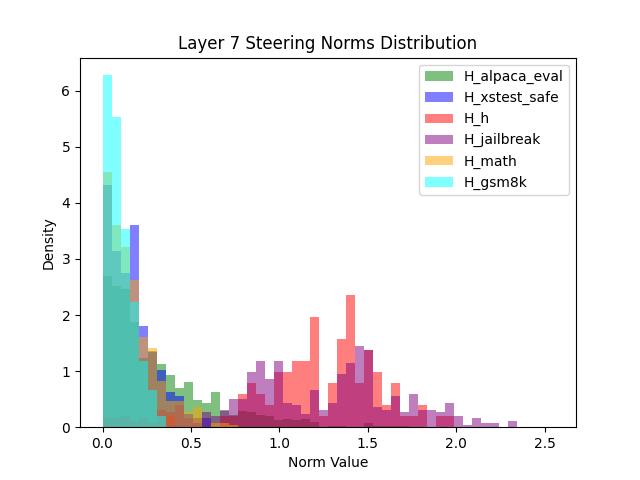 Layer 7 Steering Norms Distribution
H_alpaca_eval
H_xstest_safe
H_h
H_jailbreak
H_math
H_gsm8k
6
5
4
3
2
1
0
Density
0.0 0.5 1.0 1.5 2.0 2.5
Norm Value